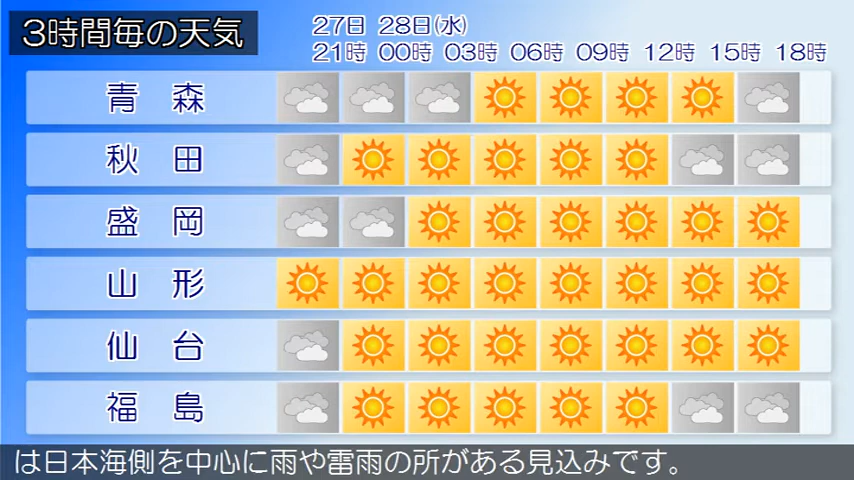 3時間毎の天気
27日 28日(水)
21時 00時 03時 06時 09時 12時 15時 18時
青森
秋田
盛岡
山形
仙台
福島
は日本海側を中心に雨や雷雨の所がある見込みです。